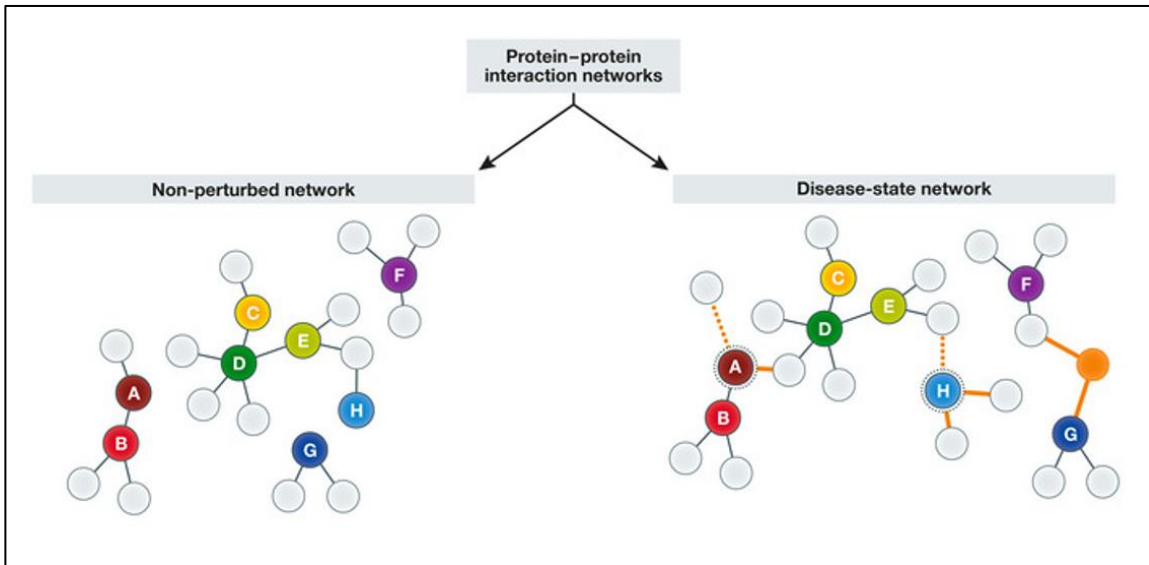 Protein–protein
interaction networks
Non-perturbed network
Disease-state network
F
C
E
D
A
H
B
G
C
F
E
D
A
H
B
G